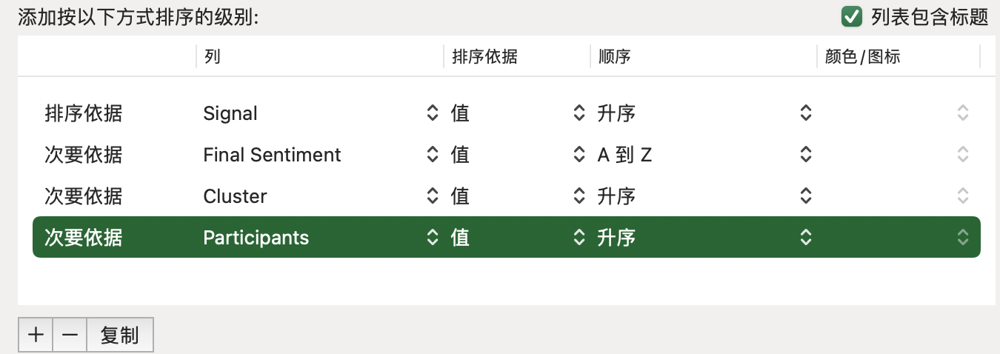 添加按以下方式排序的级别: 列表包含标题
列 排序依据 顺序 颜色/图标
排序依据 Signal 值 升序
次要依据 Final Sentiment 值 A 到 Z
次要依据 Cluster 值 升序
次要依据 Participants 值 升序
+ − 复制